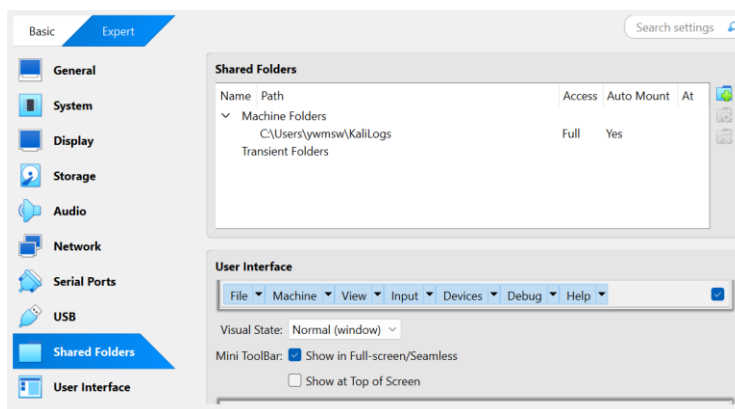 Basic Expert Search settings
General
System
Display
Storage
Audio
Network
Serial Ports
USB
Shared Folders
User Interface
Shared Folders
Name Path Access Auto Mount At
Machine Folders
C:\Users\ywmsw\KaliLogs Full Yes
Transient Folders
User Interface
File Machine View Input Devices Debug Help
Visual State: Normal (window)
Mini ToolBar: Show in Full-screen/Seamless
Show at Top of Screen